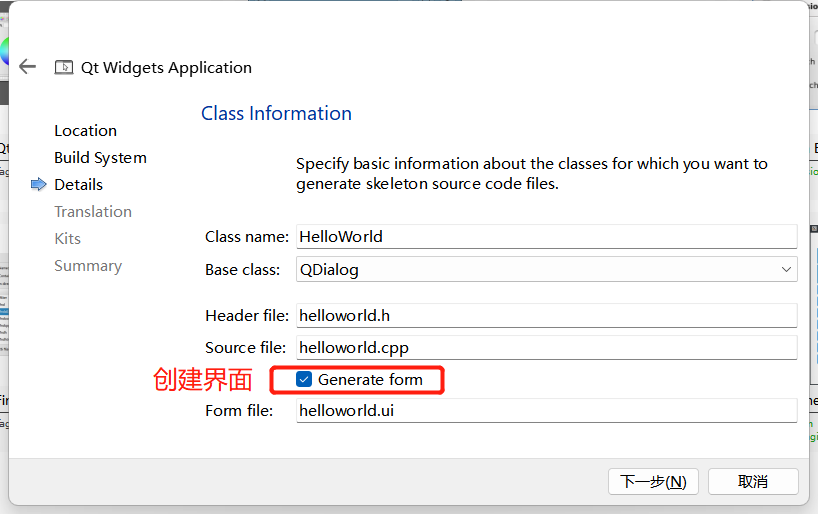 Qt Widgets Application
Class Information
Location
Build System
Details
Translation
Kits
Summary
Specify basic information about the classes for which you want to
generate skeleton source code files.
Class name: HelloWorld
Base class: QDialog
Header file: helloworld.h
Source file: helloworld.cpp
创建界面 Generate form
Form file: helloworld.ui
下一步(N) 取消